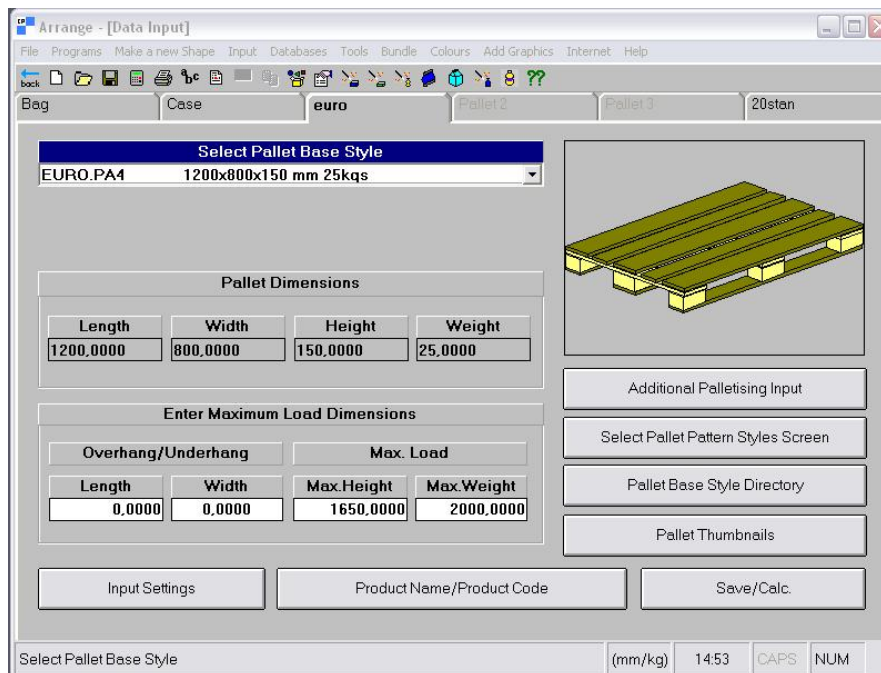 Arrange - [Data Input]
File Programs Make a new Shape Input Databases Tools Bundle Colours Add Graphics Internet Help
back bc ??
Bag Case euro Pallet 2 Pallet 3 20stan
Select Pallet Base Style
EURO.PA4 1200x800x150 mm 25kqs
Pallet Dimensions
Length Width Height Weight
1200,0000 800,0000 150,0000 25,0000
Enter Maximum Load Dimensions
Overhang/Underhang Max. Load
Length Width Max.Height Max.Weight
0,0000 0,0000 1650,0000 2000,0000
Additional Palletising Input
Select Pallet Pattern Styles Screen
Pallet Base Style Directory
Pallet Thumbnails
Input Settings Product Name/Product Code Save/Calc.
Select Pallet Base Style (mm/kg) 14:53 CAPS NUM